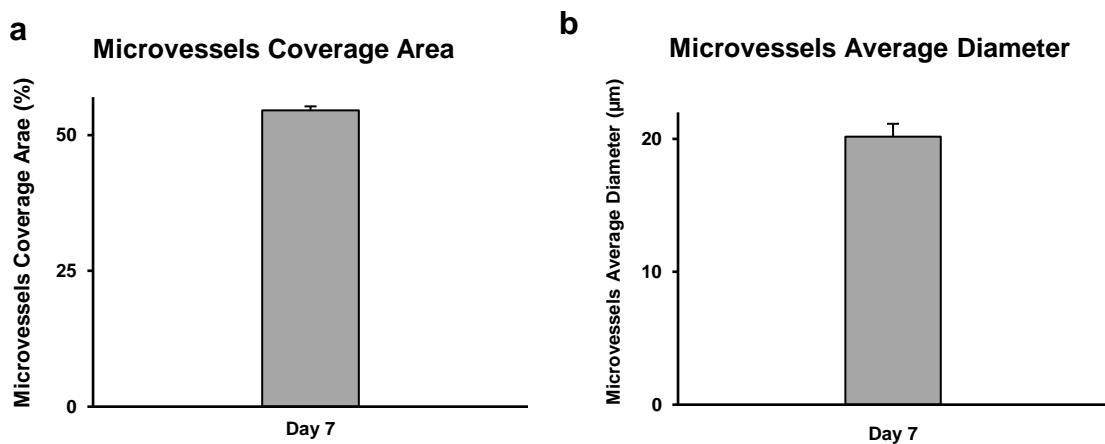 a
Microvessels Coverage Area
Microvessels Coverage Arae (%)
50
25
0
Day 7
b
Microvessels Average Diameter
Microvessels Average Diameter (μm)
20
10
0
Day 7